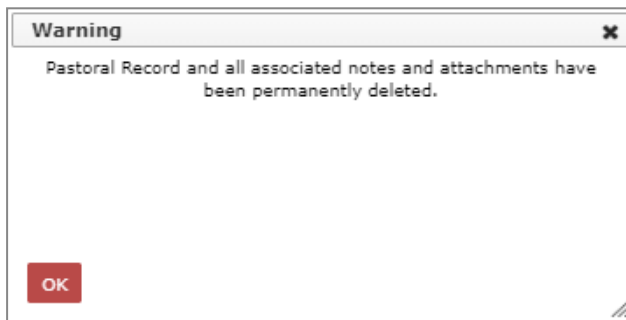 Warning
Pastoral Record and all associated notes and attachments have
been permanently deleted.
OK